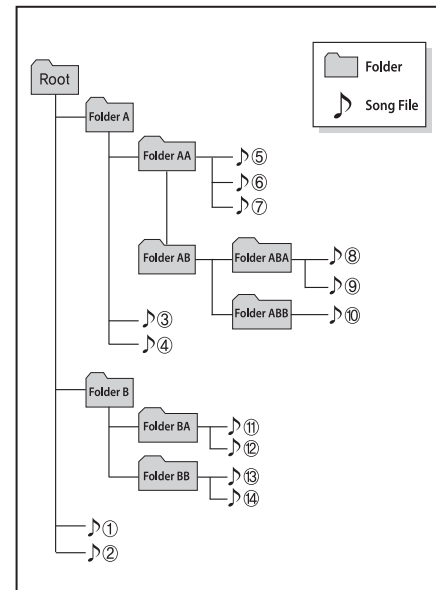 Root
Folder
Song File
Folder A
Folder AA
⑤
⑥
⑦
Folder AB
Folder ABA
⑧
⑨
Folder ABB
⑩
③
④
Folder B
Folder BA
⑪
⑫
Folder BB
⑬
⑭
①
②